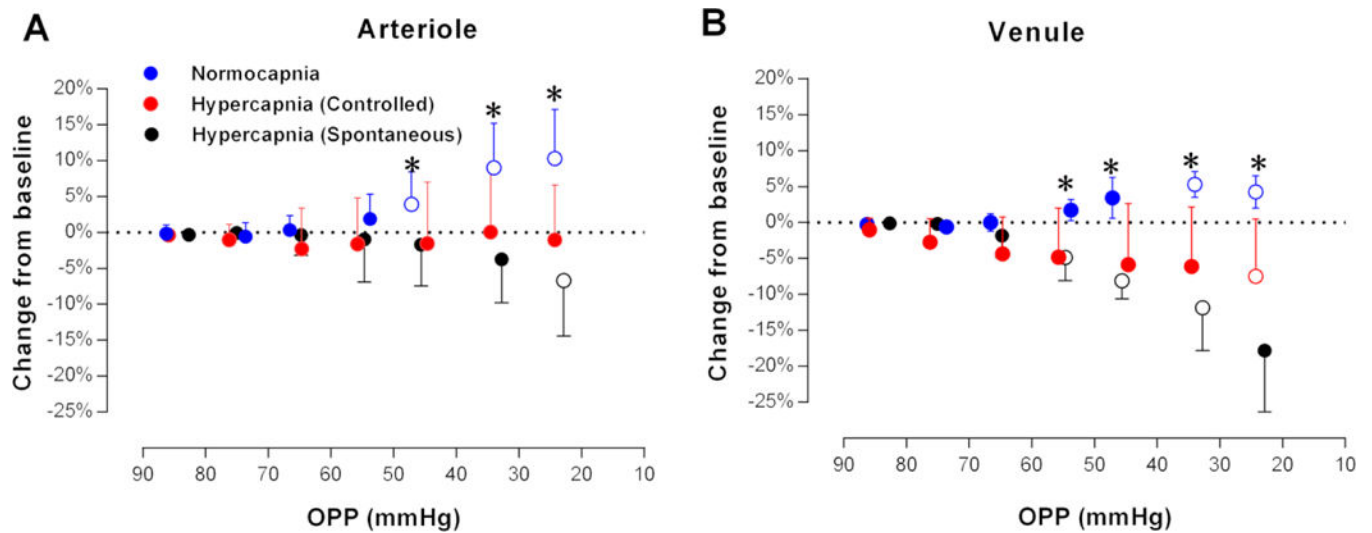 A
Arteriole
Normocapnia
Hypercapnia (Controlled)
Hypercapnia (Spontaneous)
Change from baseline
20%
15%
10%
5%
0%
-5%
-10%
-15%
-20%
-25%
* * *
90 80 70 60 50 40 30 20 10
OPP (mmHg)
B
Venule
Change from baseline
20%
15%
10%
5%
0%
-5%
-10%
-15%
-20%
-25%
* * * *
90 80 70 60 50 40 30 20 10
OPP (mmHg)